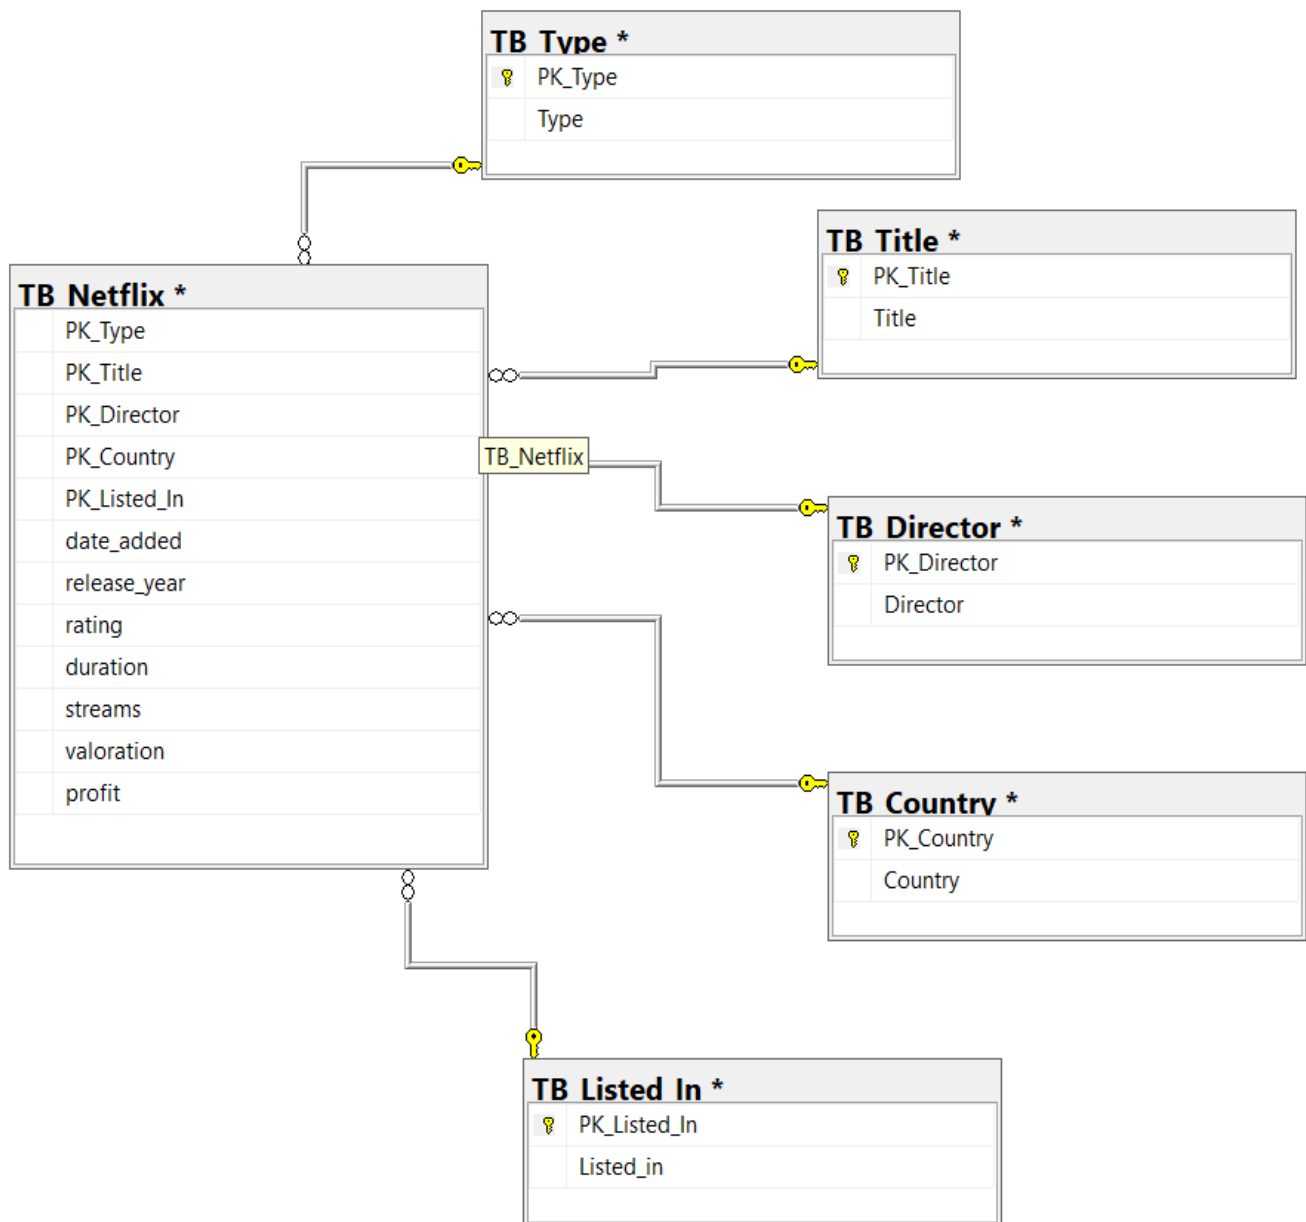 TB_Type *
PK_Type
Type
TB_Title *
PK_Title
Title
TB_Netflix *
PK_Type
PK_Title
PK_Director
PK_Country
PK_Listed_In
date_added
release_year
rating
duration
streams
valoration
profit
TB_Netflix
TB_Director *
PK_Director
Director
TB_Country *
PK_Country
Country
TB_Listed_In *
PK_Listed_In
Listed_in